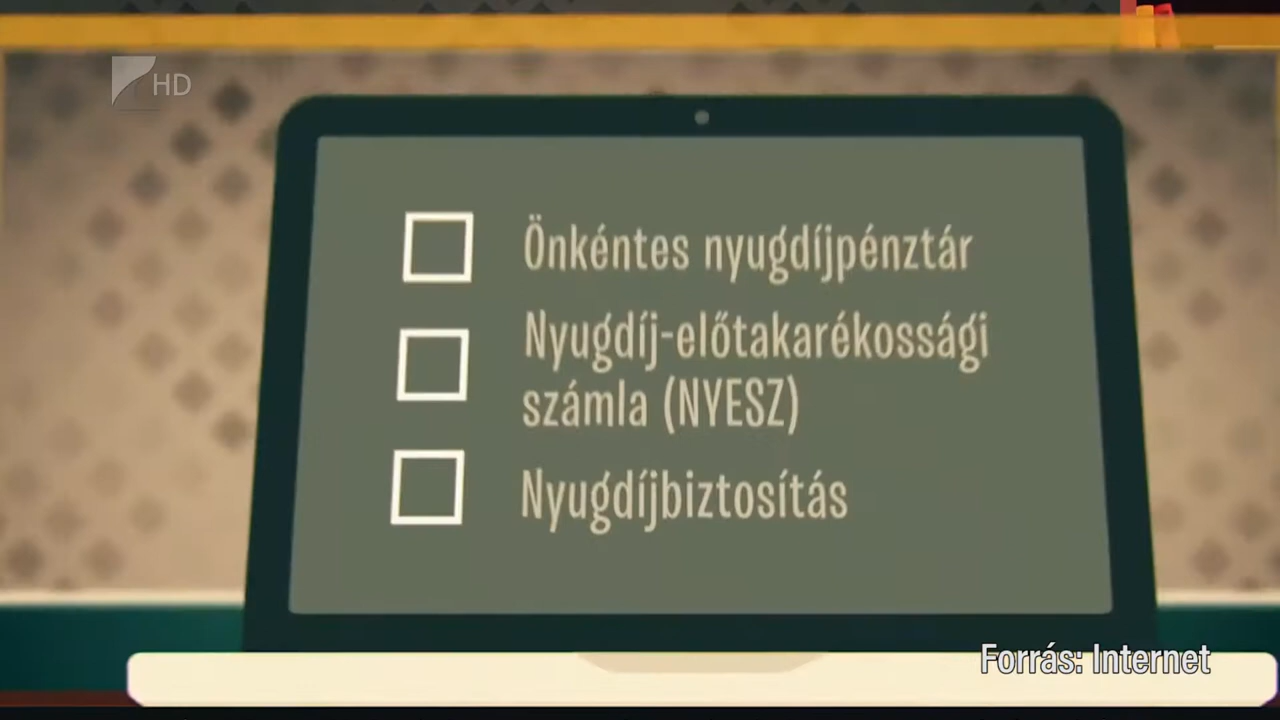 HD
Önkéntes nyugdíjpénztár
Nyugdíj-előtakarékossági
számla (NYESZ)
Nyugdíjbiztosítás
Forrás: Internet